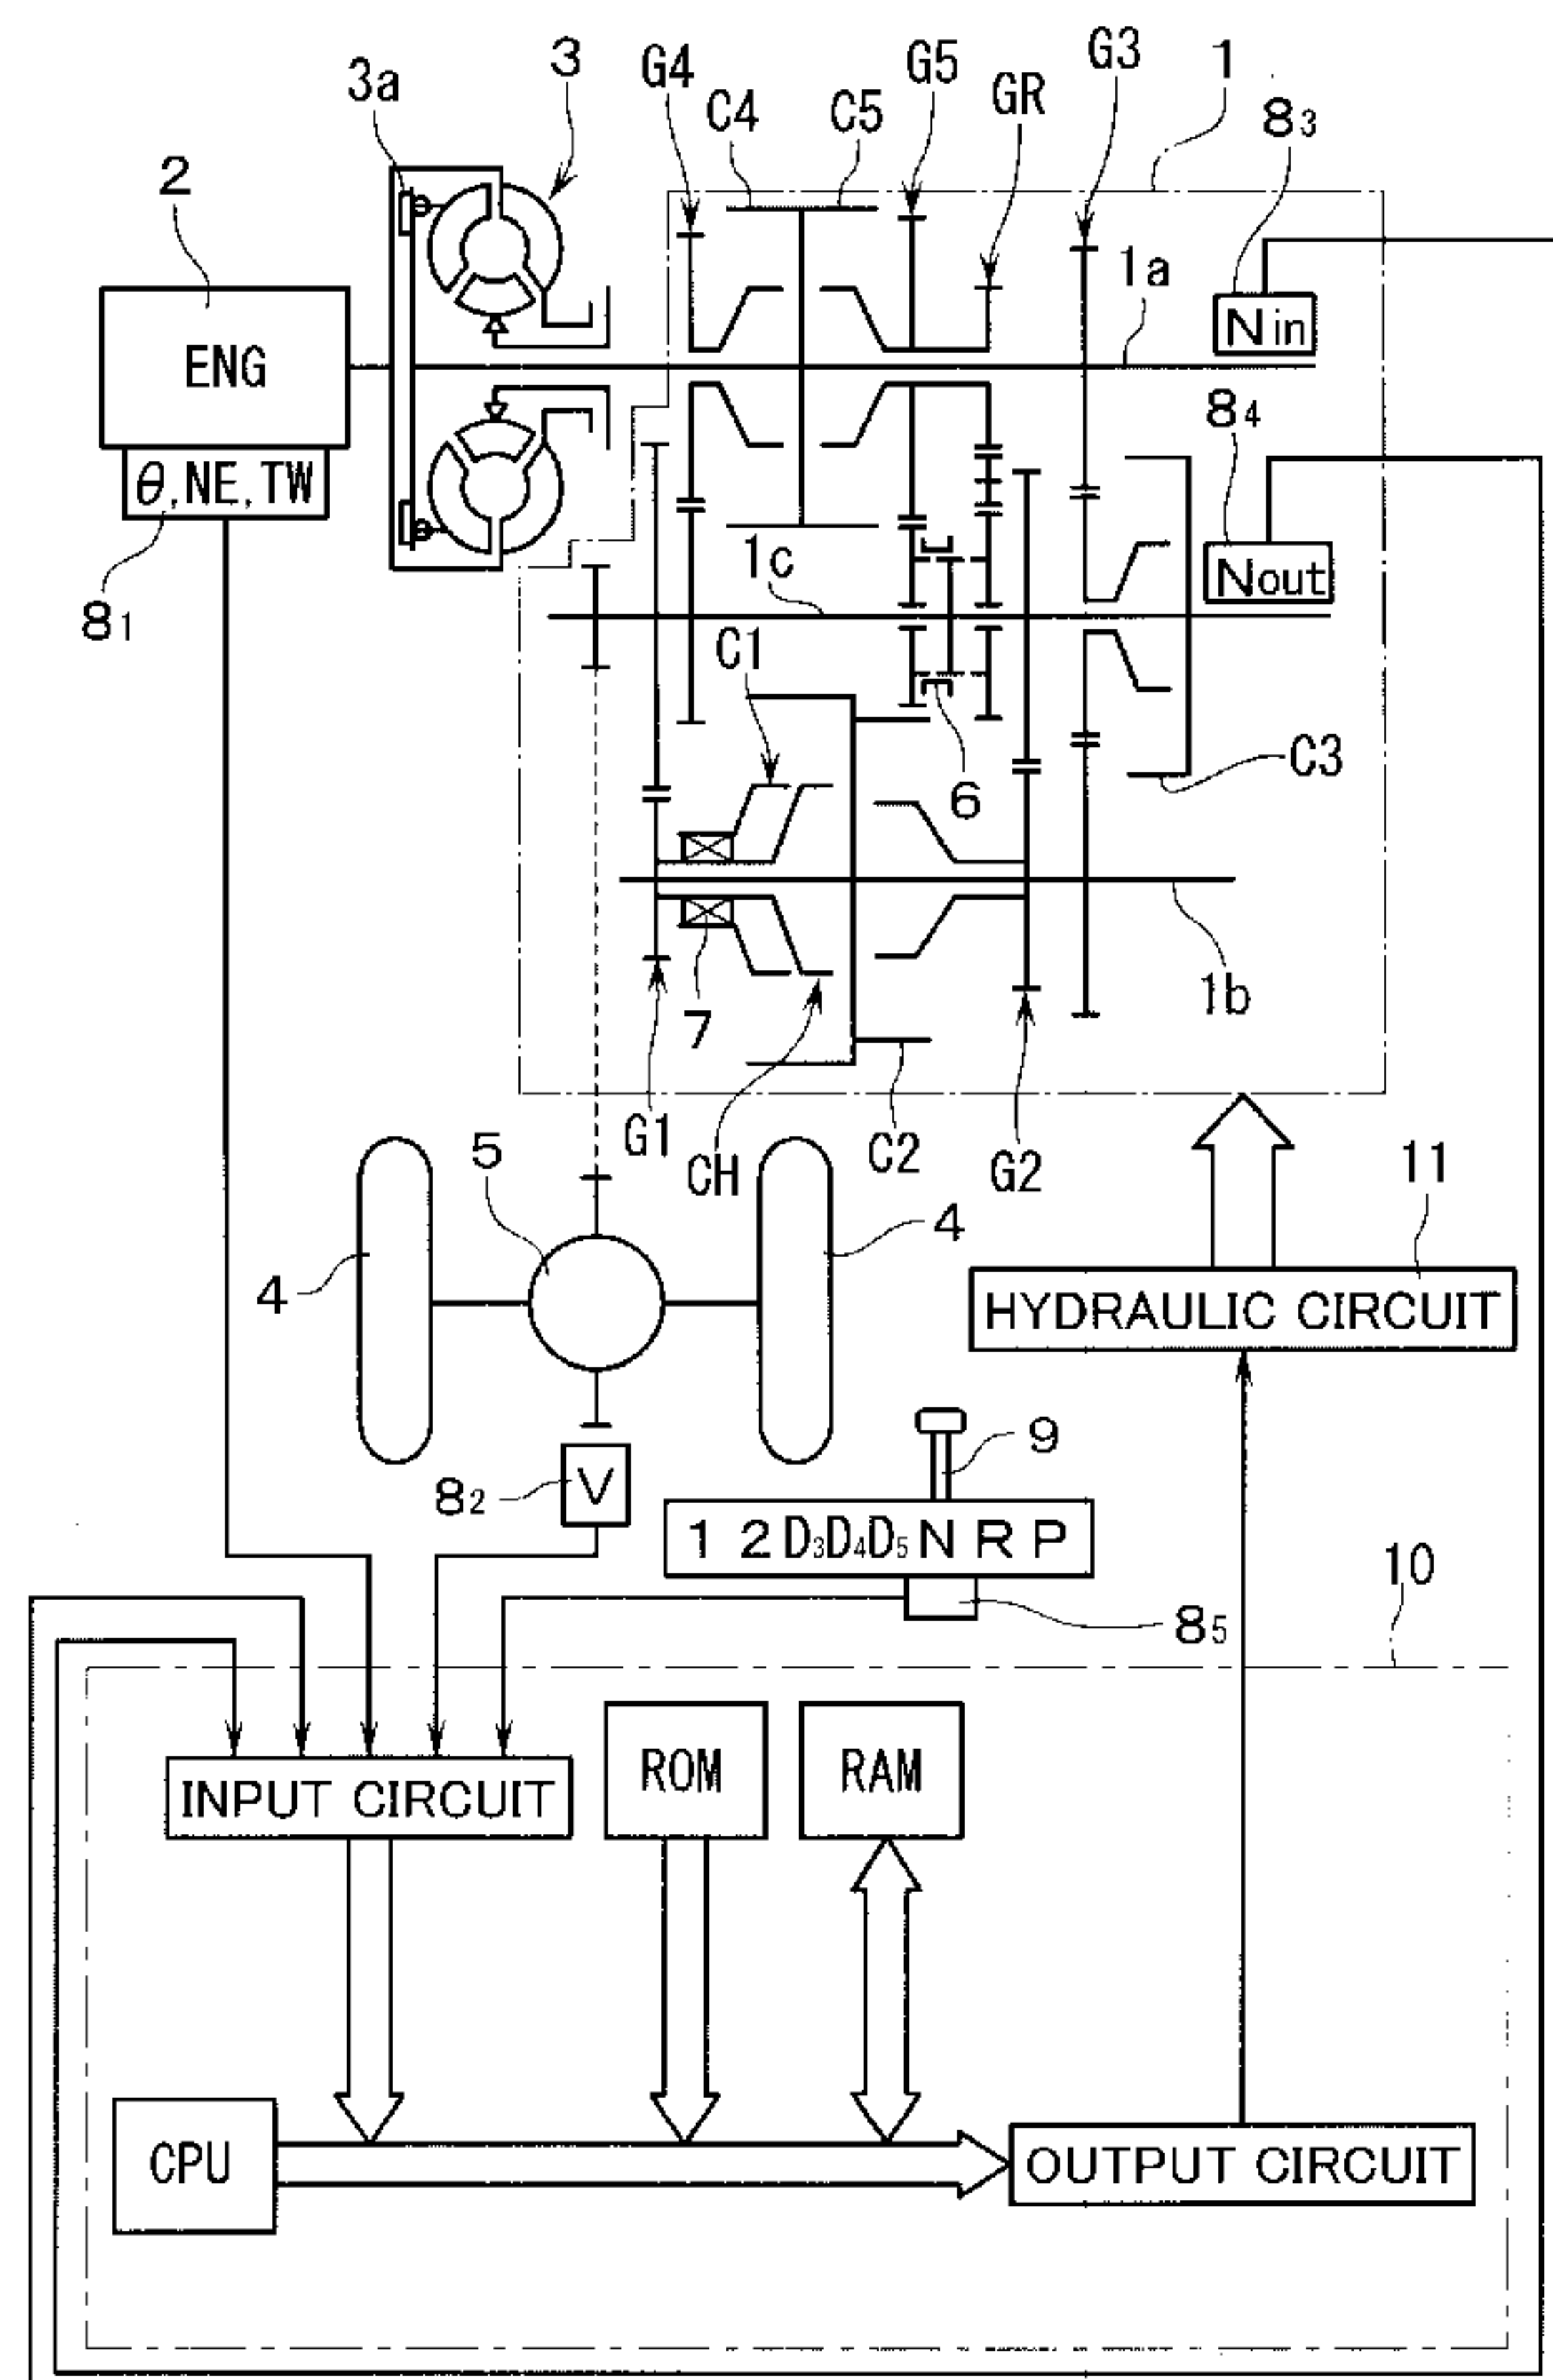 3
G4
G5
G3
1
3a
C4
C5
GR
8₃
2
1a
Nin
ENG
8₄
θ,NE,TW
1c
Nout
8₁
C1
C3
6
1b
7
G1
CH
C2
G2
5
11
4
4
HYDRAULIC CIRCUIT
9
8₂
V
1 2 D₃D₄D₅ N R P
10
8₅
ROM
RAM
INPUT CIRCUIT
CPU
OUTPUT CIRCUIT